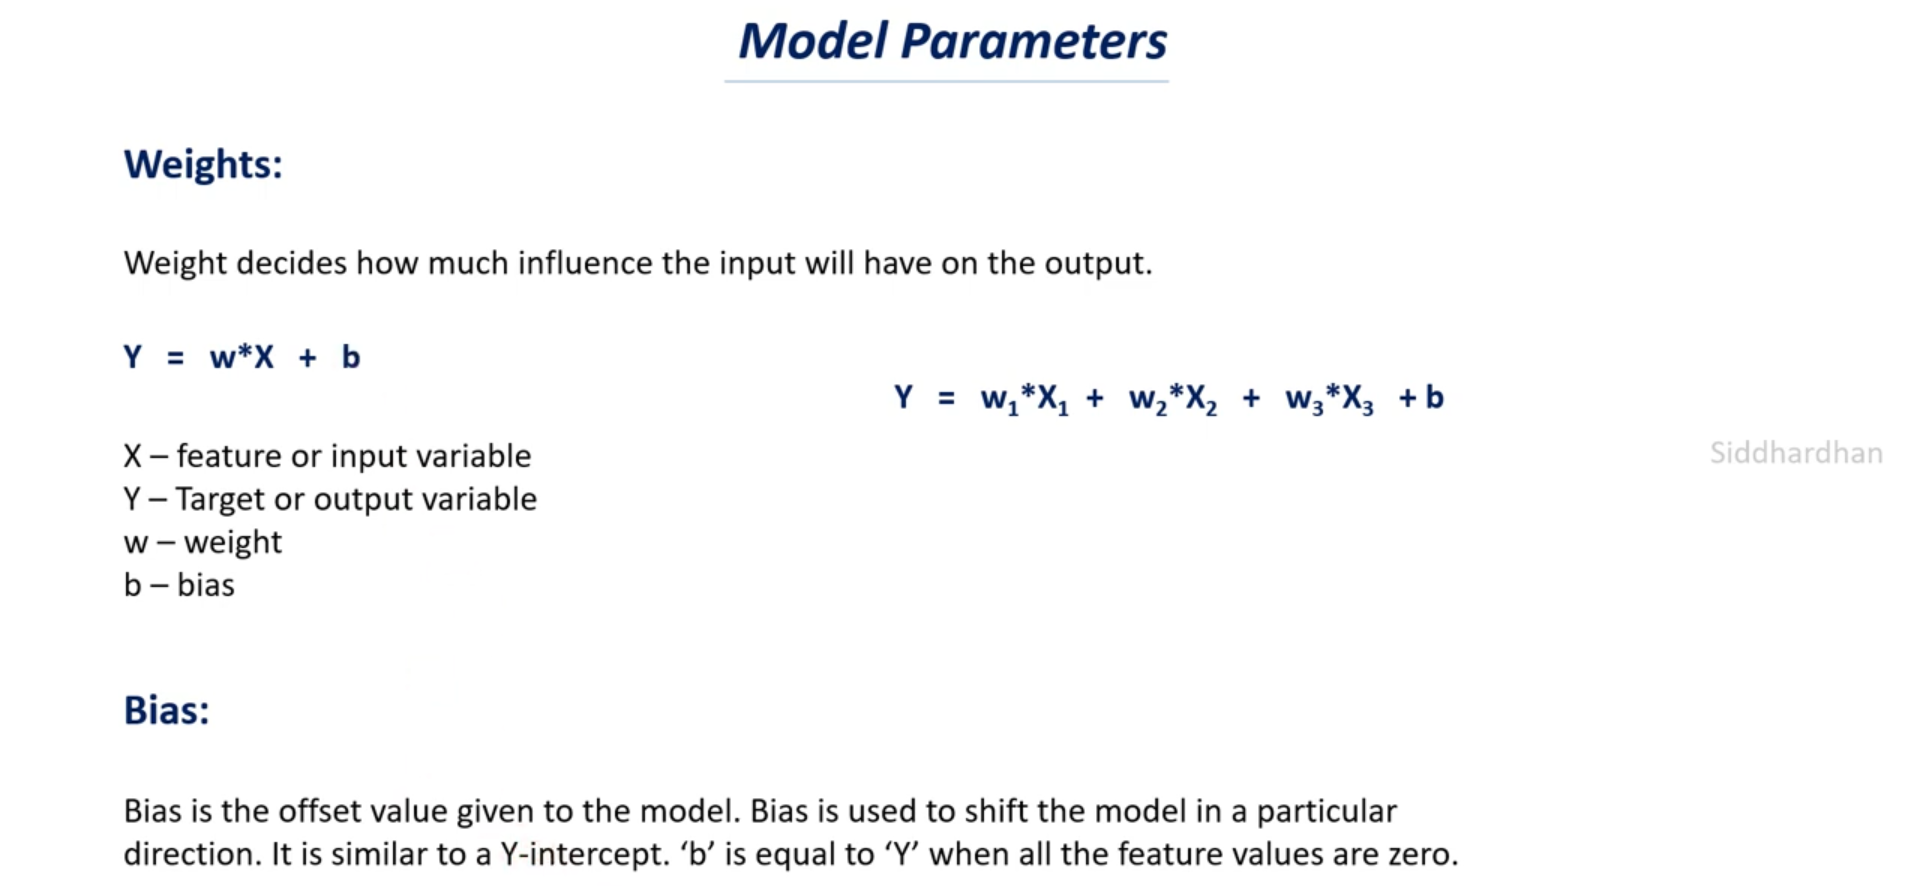 Model Parameters
Weights:
Weight decides how much influence the input will have on the output.
Y = w*X + b
Y = w₁*X₁ + w₂*X₂ + w₃*X₃ + b
X – feature or input variable
Siddhardhan
Y – Target or output variable
w – weight
b – bias
Bias:
Bias is the offset value given to the model. Bias is used to shift the model in a particular
direction. It is similar to a Y-intercept. ‘b’ is equal to ‘Y’ when all the feature values are zero.